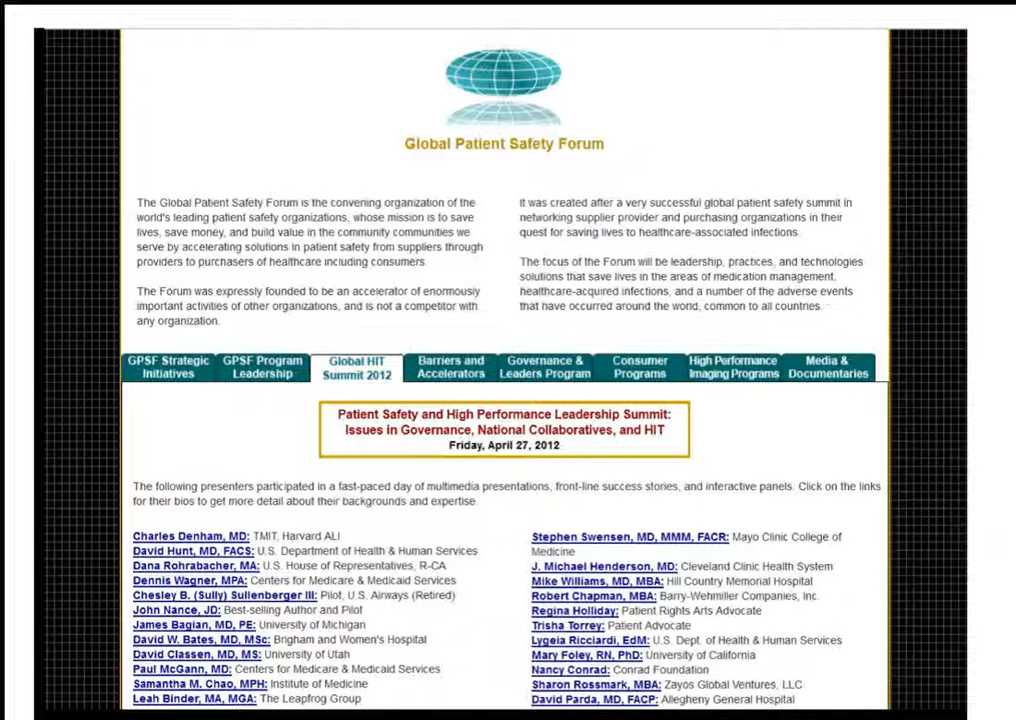 Global Patient Safety Forum
The Global Patient Safety Forum is the convening organization of the
world's leading patient safety organizations, whose mission is to save
lives, save money, and build value in the community communities we
serve by accelerating solutions in patient safety from suppliers through
providers to purchasers of healthcare including consumers.
The Forum was expressly founded to be an accelerator of enormously
important activities of other organizations, and is not a competitor with
any organization.
It was created after a very successful global patient safety summit in
networking supplier provider and purchasing organizations in their
quest for saving lives to healthcare-associated infections.
The focus of the Forum will be leadership, practices, and technologies
solutions that save lives in the areas of medication management,
healthcare-acquired infections, and a number of the adverse events
that have occurred around the world, common to all countries.
GPSF Strategic
Initiatives
GPSF Program
Leadership
Global HIT
Summit 2012
Barriers and
Accelerators
Governance &
Leaders Program
Consumer
Programs
High Performance
Imaging Programs
Media &
Documentaries
Patient Safety and High Performance Leadership Summit:
Issues in Governance, National Collaboratives, and HIT
Friday, April 27, 2012
The following presenters participated in a fast-paced day of multimedia presentations, front-line success stories, and interactive panels. Click on the links
for their bios to get more detail about their backgrounds and expertise.
Charles Denham, MD: TMIT, Harvard ALI
David Hunt, MD, FACS: U.S. Department of Health & Human Services
Dana Rohrabacher, MA: U.S. House of Representatives, R-CA
Dennis Wagner, MPA: Centers for Medicare & Medicaid Services
Chesley B. (Sully) Sullenberger III: Pilot, U.S. Airways (Retired)
John Nance, JD: Best-selling Author and Pilot
James Bagian, MD, PE: University of Michigan
David W. Bates, MD, MSc: Brigham and Women's Hospital
David Classen, MD, MS: University of Utah
Paul McGann, MD: Centers for Medicare & Medicaid Services
Samantha M. Chao, MPH: Institute of Medicine
Leah Binder, MA, MGA: The Leapfrog Group
Stephen Swensen, MD, MMM, FACR: Mayo Clinic College of
Medicine
J. Michael Henderson, MD: Cleveland Clinic Health System
Mike Williams, MD, MBA: Hill Country Memorial Hospital
Robert Chapman, MBA: Barry-Wehmiller Companies, Inc.
Regina Holliday: Patient Rights Arts Advocate
Trisha Torrey: Patient Advocate
Lygeia Ricciardi, EdM: U.S. Dept. of Health & Human Services
Mary Foley, RN, PhD: University of California
Nancy Conrad: Conrad Foundation
Sharon Rossmark, MBA: Zayos Global Ventures, LLC
David Parda, MD, FACP: Allegheny General Hospital